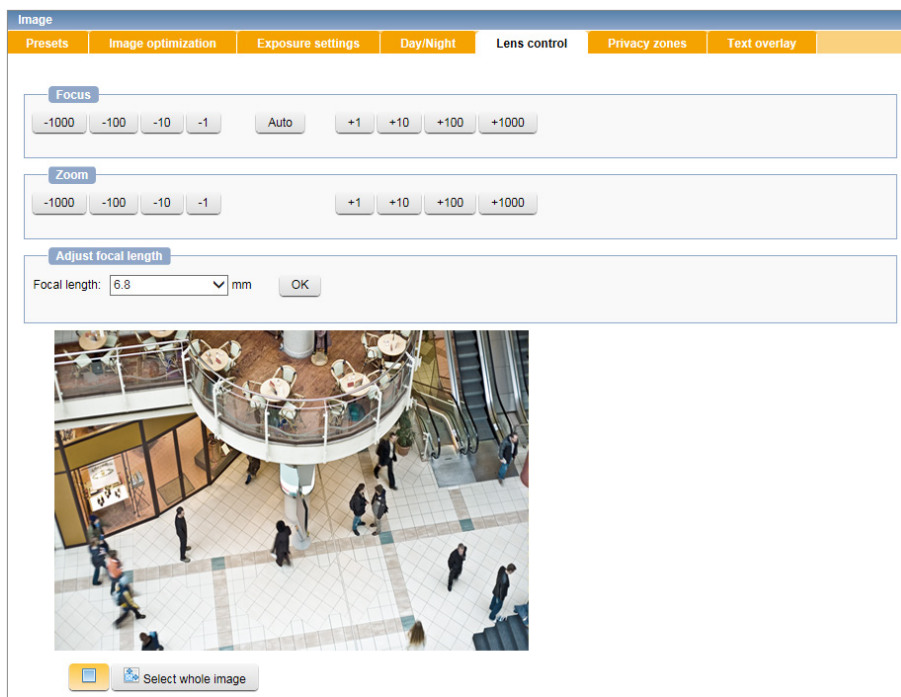 Image
Presets Image optimization Exposure settings Day/Night Lens control Privacy zones Text overlay
Focus
-1000 -100 -10 -1 Auto +1 +10 +100 +1000
Zoom
-1000 -100 -10 -1 +1 +10 +100 +1000
Adjust focal length
Focal length: 6.8 mm OK
Select whole image